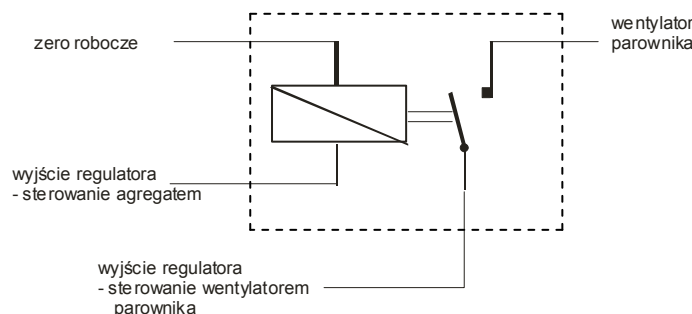 zero robocze
wentylator
parownika
wyjście regulatora
- sterowanie agregatem
wyjście regulatora
- sterowanie wentylatorem
parownika